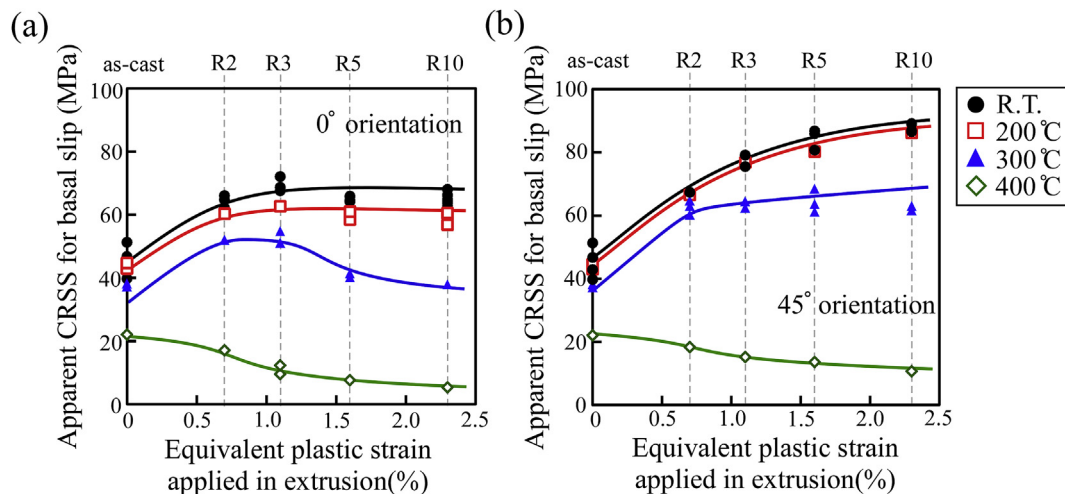 (a)
as-cast R2 R3 R5 R10
Apparent CRSS for basal slip (MPa)
100
80
60
40
20
0
0° orientation
0 0.5 1.0 1.5 2.0 2.5
Equivalent plastic strain
applied in extrusion(%)
(b)
as-cast R2 R3 R5 R10
Apparent CRSS for basal slip (MPa)
100
80
60
40
20
0
45° orientation
0 0.5 1.0 1.5 2.0 2.5
Equivalent plastic strain
applied in extrusion(%)
R.T.
200℃
300℃
400℃